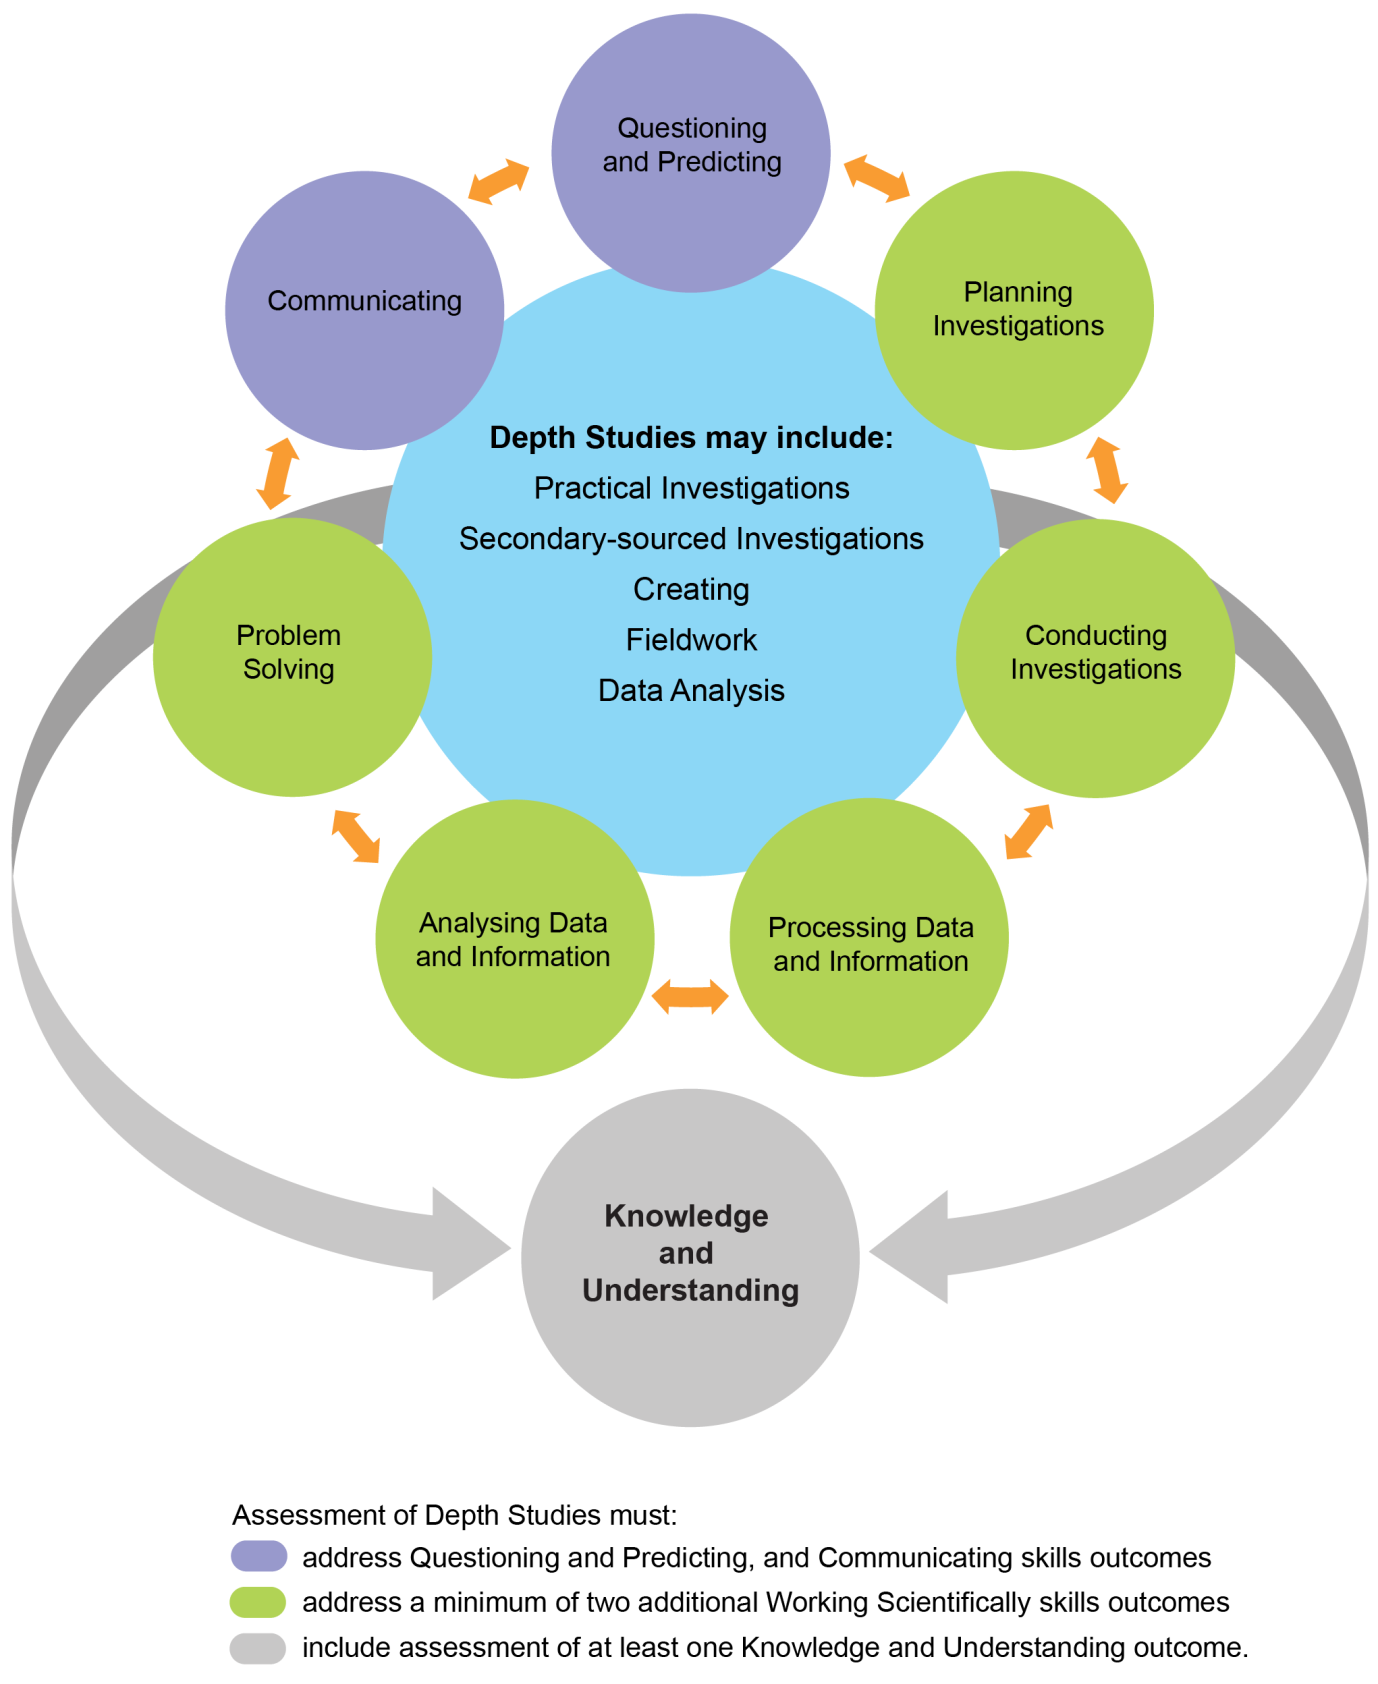 Questioning
and Predicting
Communicating
Planning
Investigations
Depth Studies may include:
Practical Investigations
Secondary-sourced Investigations
Creating
Fieldwork
Data Analysis
Problem
Solving
Conducting
Investigations
Analysing Data
and Information
Processing Data
and Information
Knowledge
and
Understanding
Assessment of Depth Studies must:
address Questioning and Predicting, and Communicating skills outcomes
address a minimum of two additional Working Scientifically skills outcomes
include assessment of at least one Knowledge and Understanding outcome.